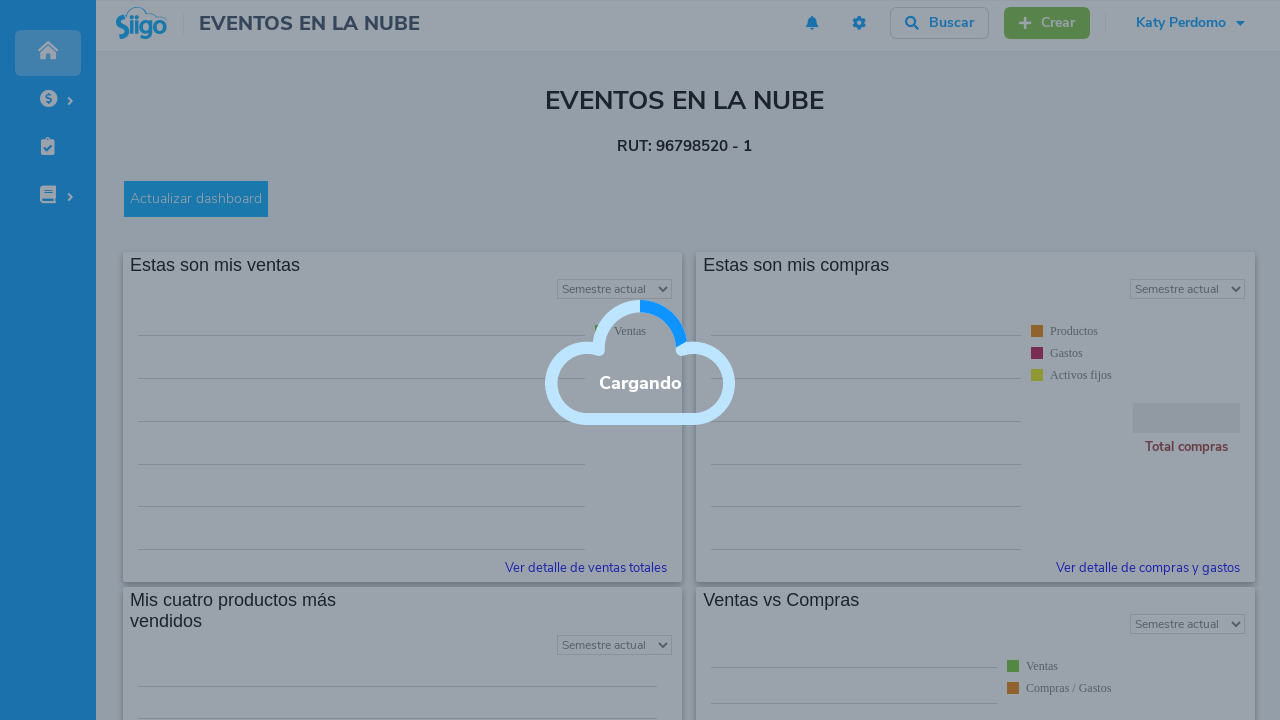 Siigo
EVENTOS EN LA NUBE
Buscar
Crear
Katy Perdomo
EVENTOS EN LA NUBE
RUT: 96798520 - 1
Actualizar dashboard
Estas son mis ventas
Semestre actual
Ventas
Ver detalle de ventas totales
Estas son mis compras
Semestre actual
Productos
Gastos
Activos fijos
Total compras
Ver detalle de compras y gastos
Cargando
Mis cuatro productos más
vendidos
Semestre actual
Ventas vs Compras
Semestre actual
Ventas
Compras / Gastos